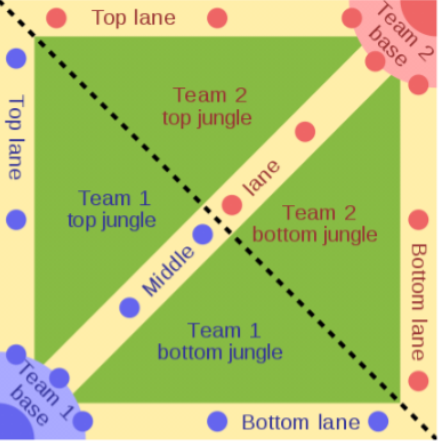 Top lane
Team 2
base
Team 2
top jungle
Top lane
lane
Team 1
top jungle
Team 2
bottom jungle
Middle
Bottom lane
Team 1
bottom jungle
Team 1
base
Bottom lane